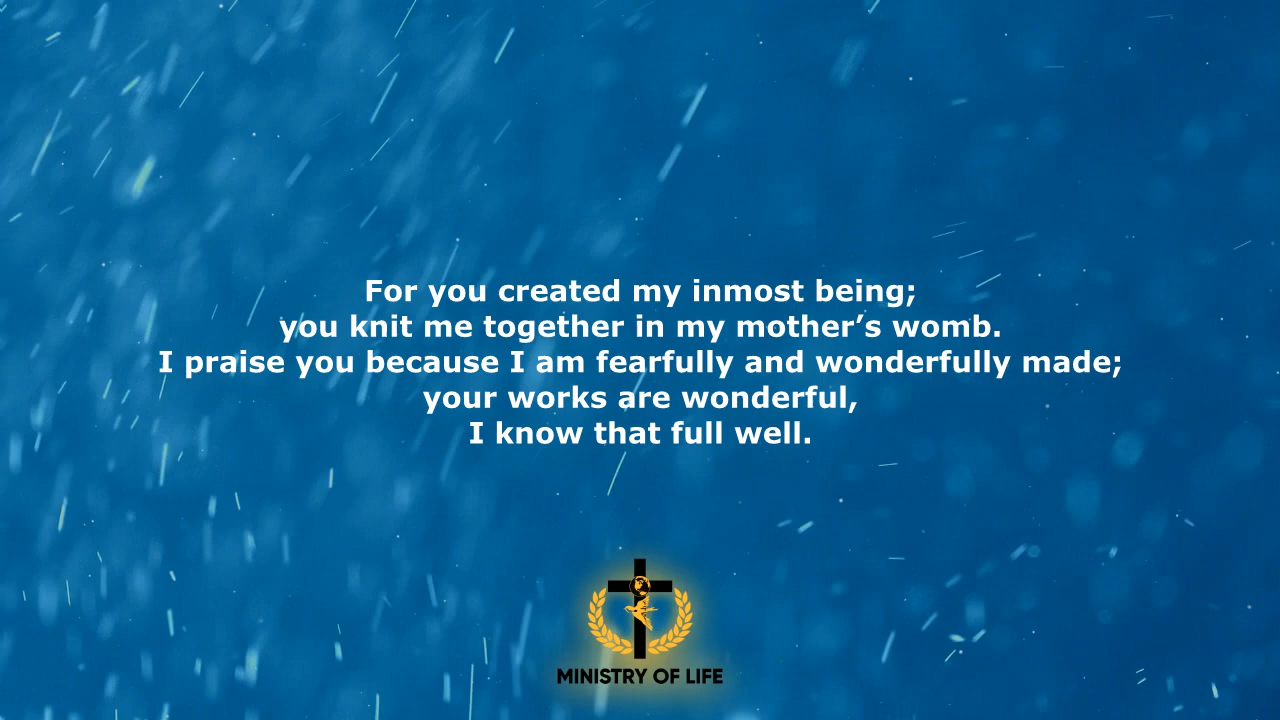 For you created my inmost being;
you knit me together in my mother’s womb.
I praise you because I am fearfully and wonderfully made;
your works are wonderful,
I know that full well.
MINISTRY OF LIFE